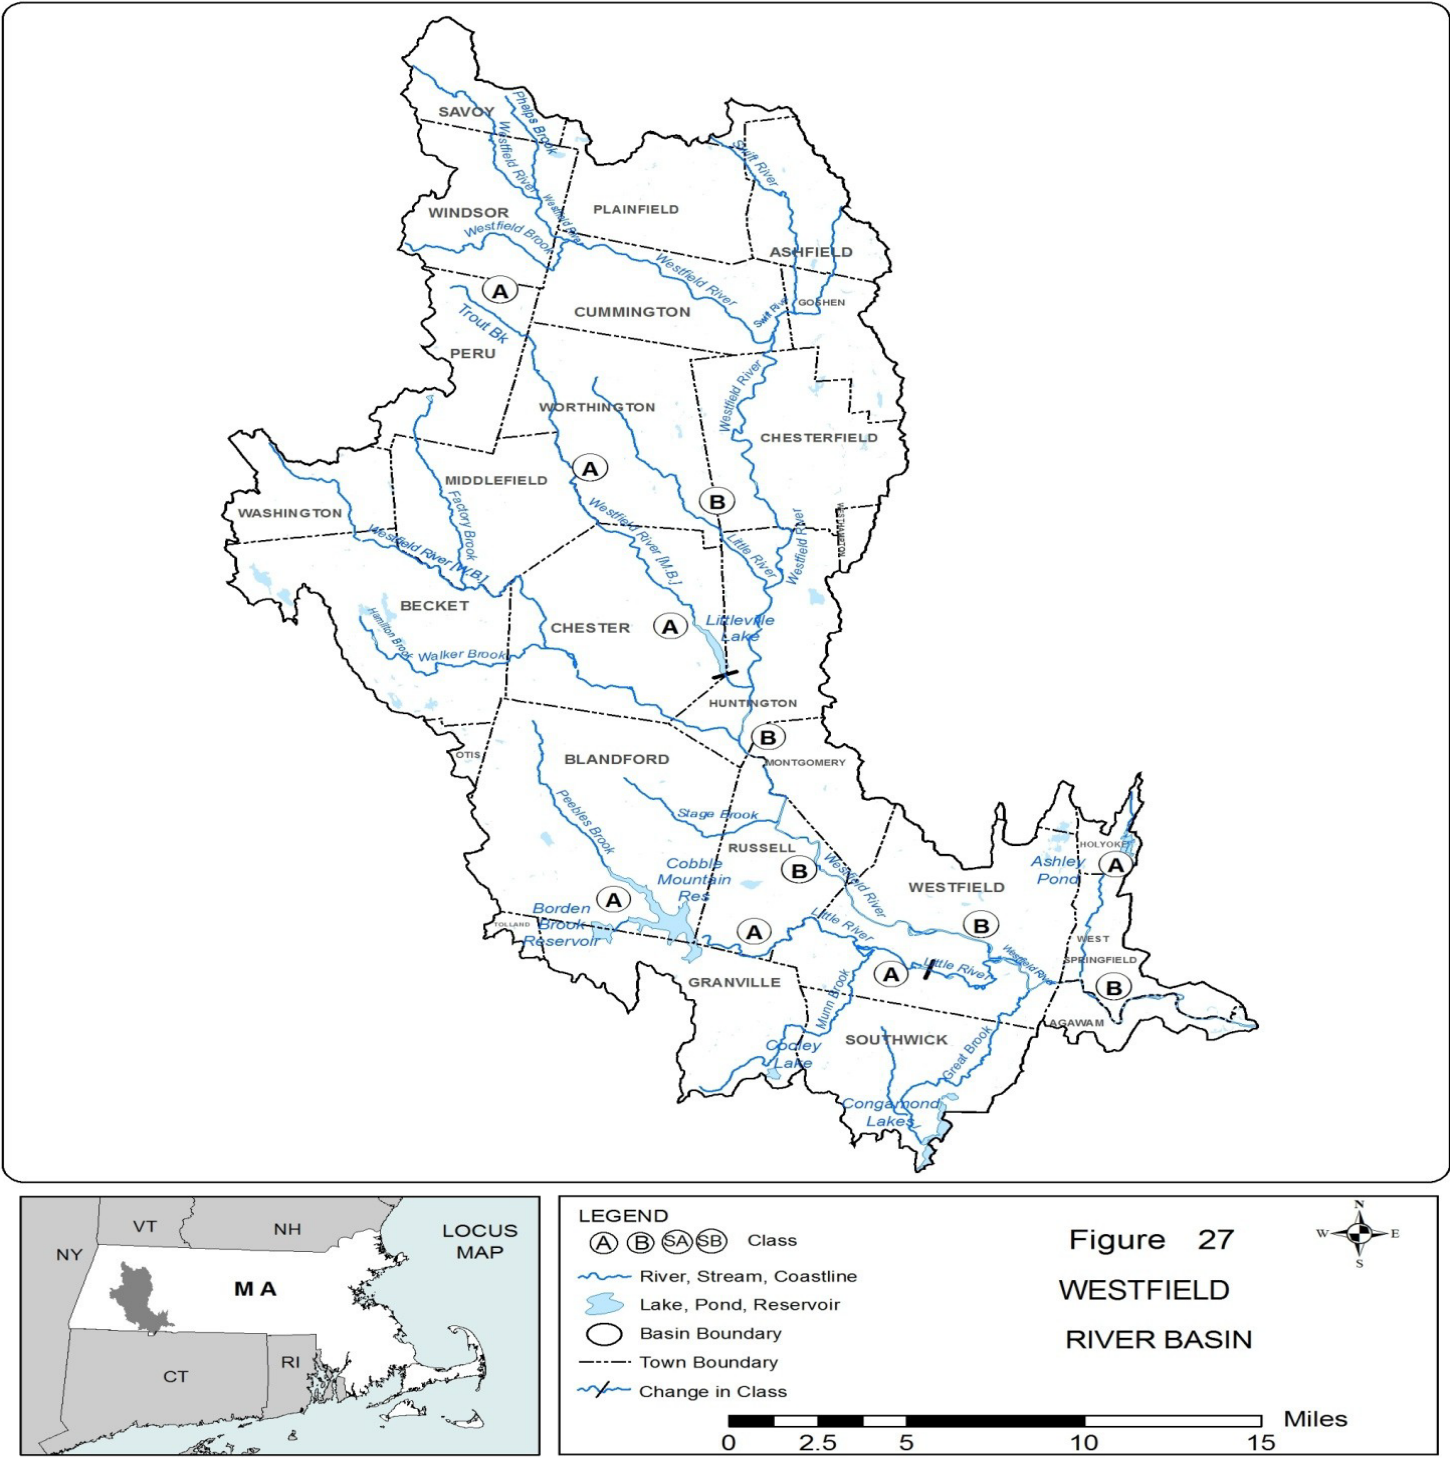 SAVOY
Phelps Brook
Westfield River
WINDSOR
Westfield River
Westfield Brook
PLAINFIELD
Swift River
ASHFIELD
A
Trout Bk
PERU
CUMMINGTON
Westfield River
Swift River
GOSHEN
WORTHINGTON
Westfield River
CHESTERFIELD
MIDDLEFIELD
A
B
WASHINGTON
Factory Brook
Westfield River [W.B.]
Westfield River [M.B.]
Little River
Westfield River
WESTHAMPTON
BECKET
Hamilton Brook
Walker Brook
CHESTER
A
Littleville
Lake
HUNTINGTON
B
MONTGOMERY
OTIS
BLANDFORD
Peebles Brook
Stage Brook
RUSSELL
B
Cobble
Mountain
Res
Westfield River
WESTFIELD
Ashley
Pond
HOLYOKE
A
Borden
Brook
Reservoir
TOLLAND
A
A
Little River
B
WEST
SPRINGFIELD
Westfield River
A
Little River
B
GRANVILLE
Munn Brook
SOUTHWICK
AGAWAM
Cooley
Lake
Great Brook
Congamond
Lakes
NY
VT
NH
LOCUS
MAP
MA
CT
RI
LEGEND
A B SA SB Class
River, Stream, Coastline
Lake, Pond, Reservoir
Basin Boundary
Town Boundary
Change in Class
Figure 27
WESTFIELD
RIVER BASIN
N
W E
S
0 2.5 5 10 15 Miles